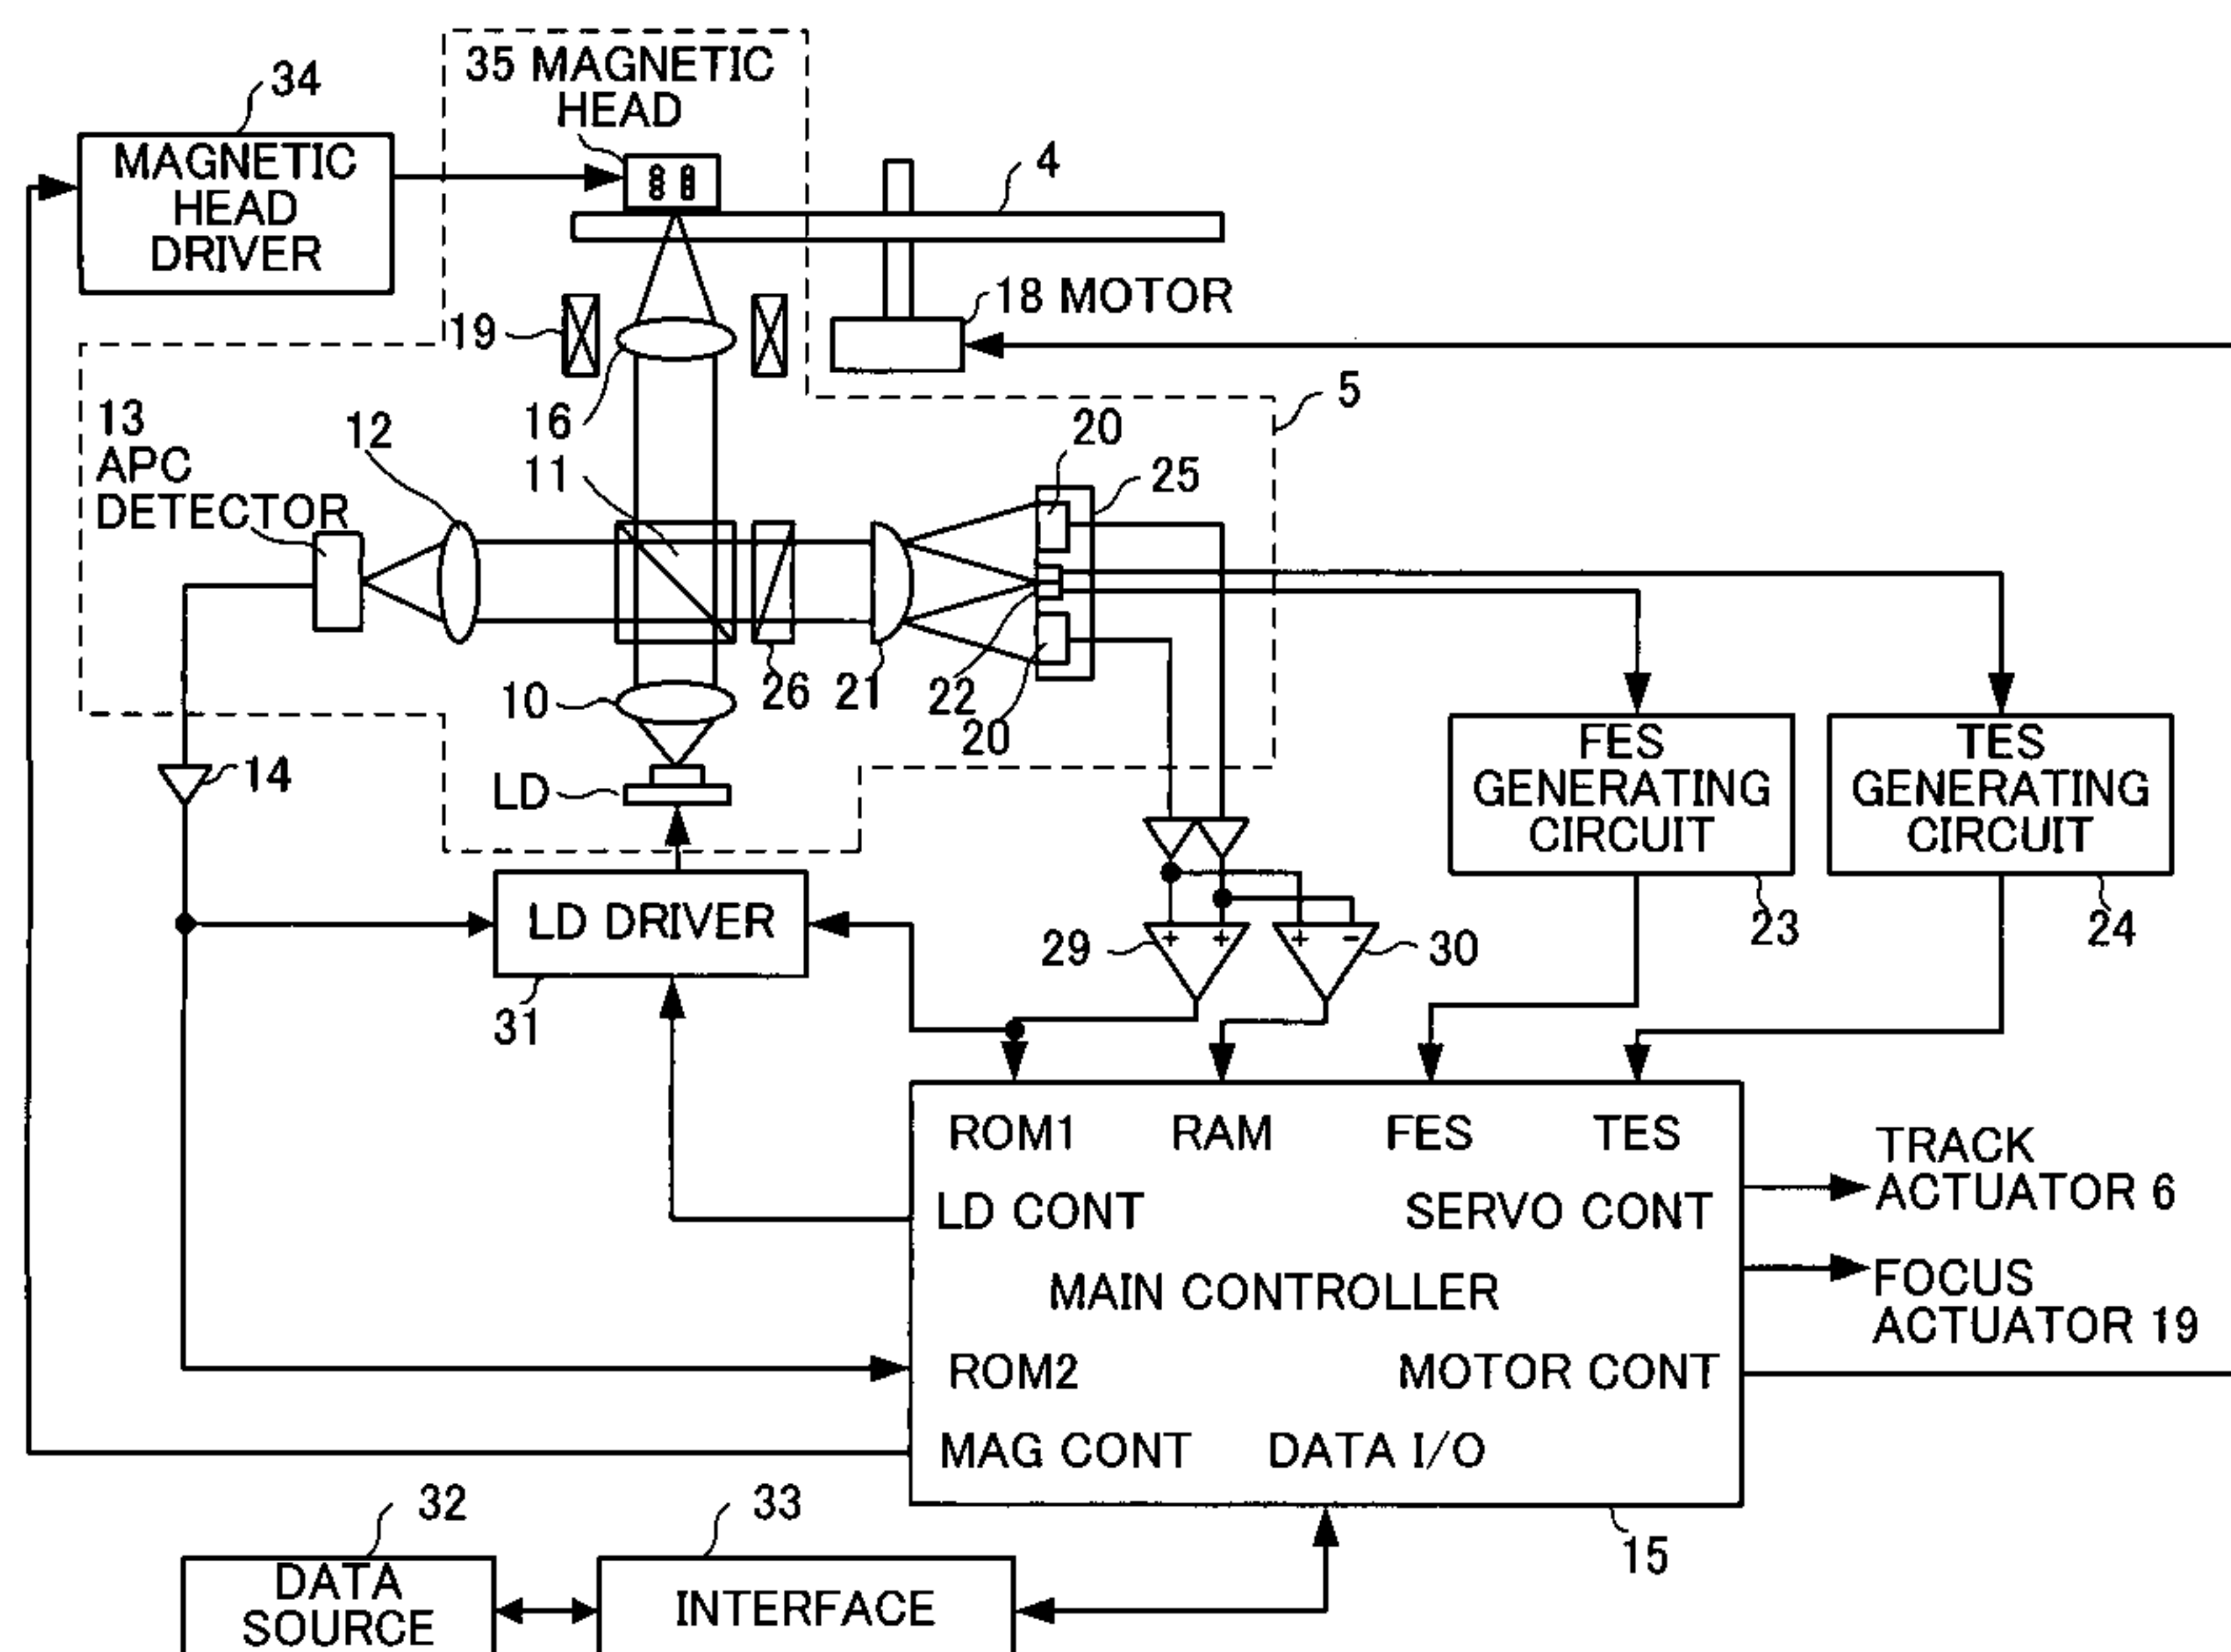 35 MAGNETIC
HEAD
34
MAGNETIC
HEAD
DRIVER
4
18 MOTOR
19
16
5
13
APC
DETECTOR
12
11
20
25
10
26
21
22
20
14
LD
FES
GENERATING
CIRCUIT
TES
GENERATING
CIRCUIT
LD DRIVER
31
+ +
+ −
29
30
23
24
ROM1
RAM
FES
TES
LD CONT
SERVO CONT
MAIN CONTROLLER
ROM2
MOTOR CONT
MAG CONT
DATA I/O
TRACK
ACTUATOR 6
FOCUS
ACTUATOR 19
15
32
33
DATA
SOURCE
INTERFACE